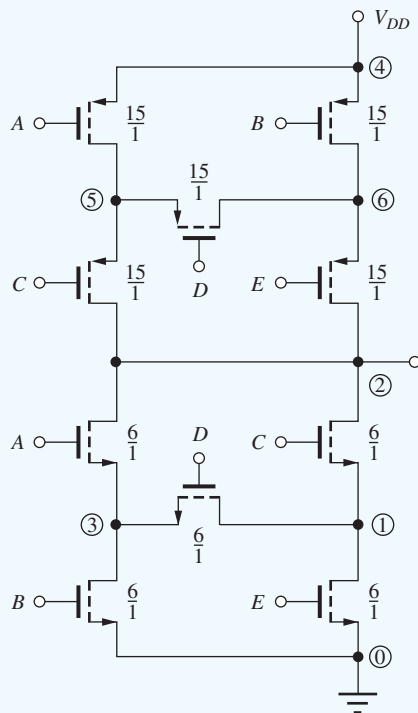 V_DD
④
A 15/1 B 15/1
15/1
⑤ ⑥
C 15/1 D E 15/1
②
A 6/1 D C 6/1
③ 6/1 ①
B 6/1 E 6/1
⓪